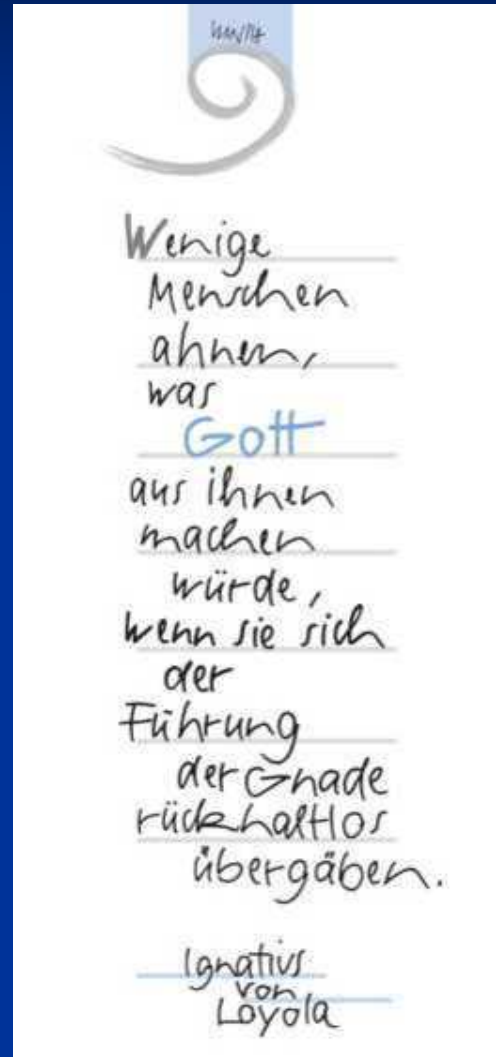 Wenige
Menschen
ahnen,
was
Gott
aus ihnen
machen
würde,
wenn sie sich
der
Führung
der Gnade
rückhaltlos
übergäben.
Ignatius
von
Loyola